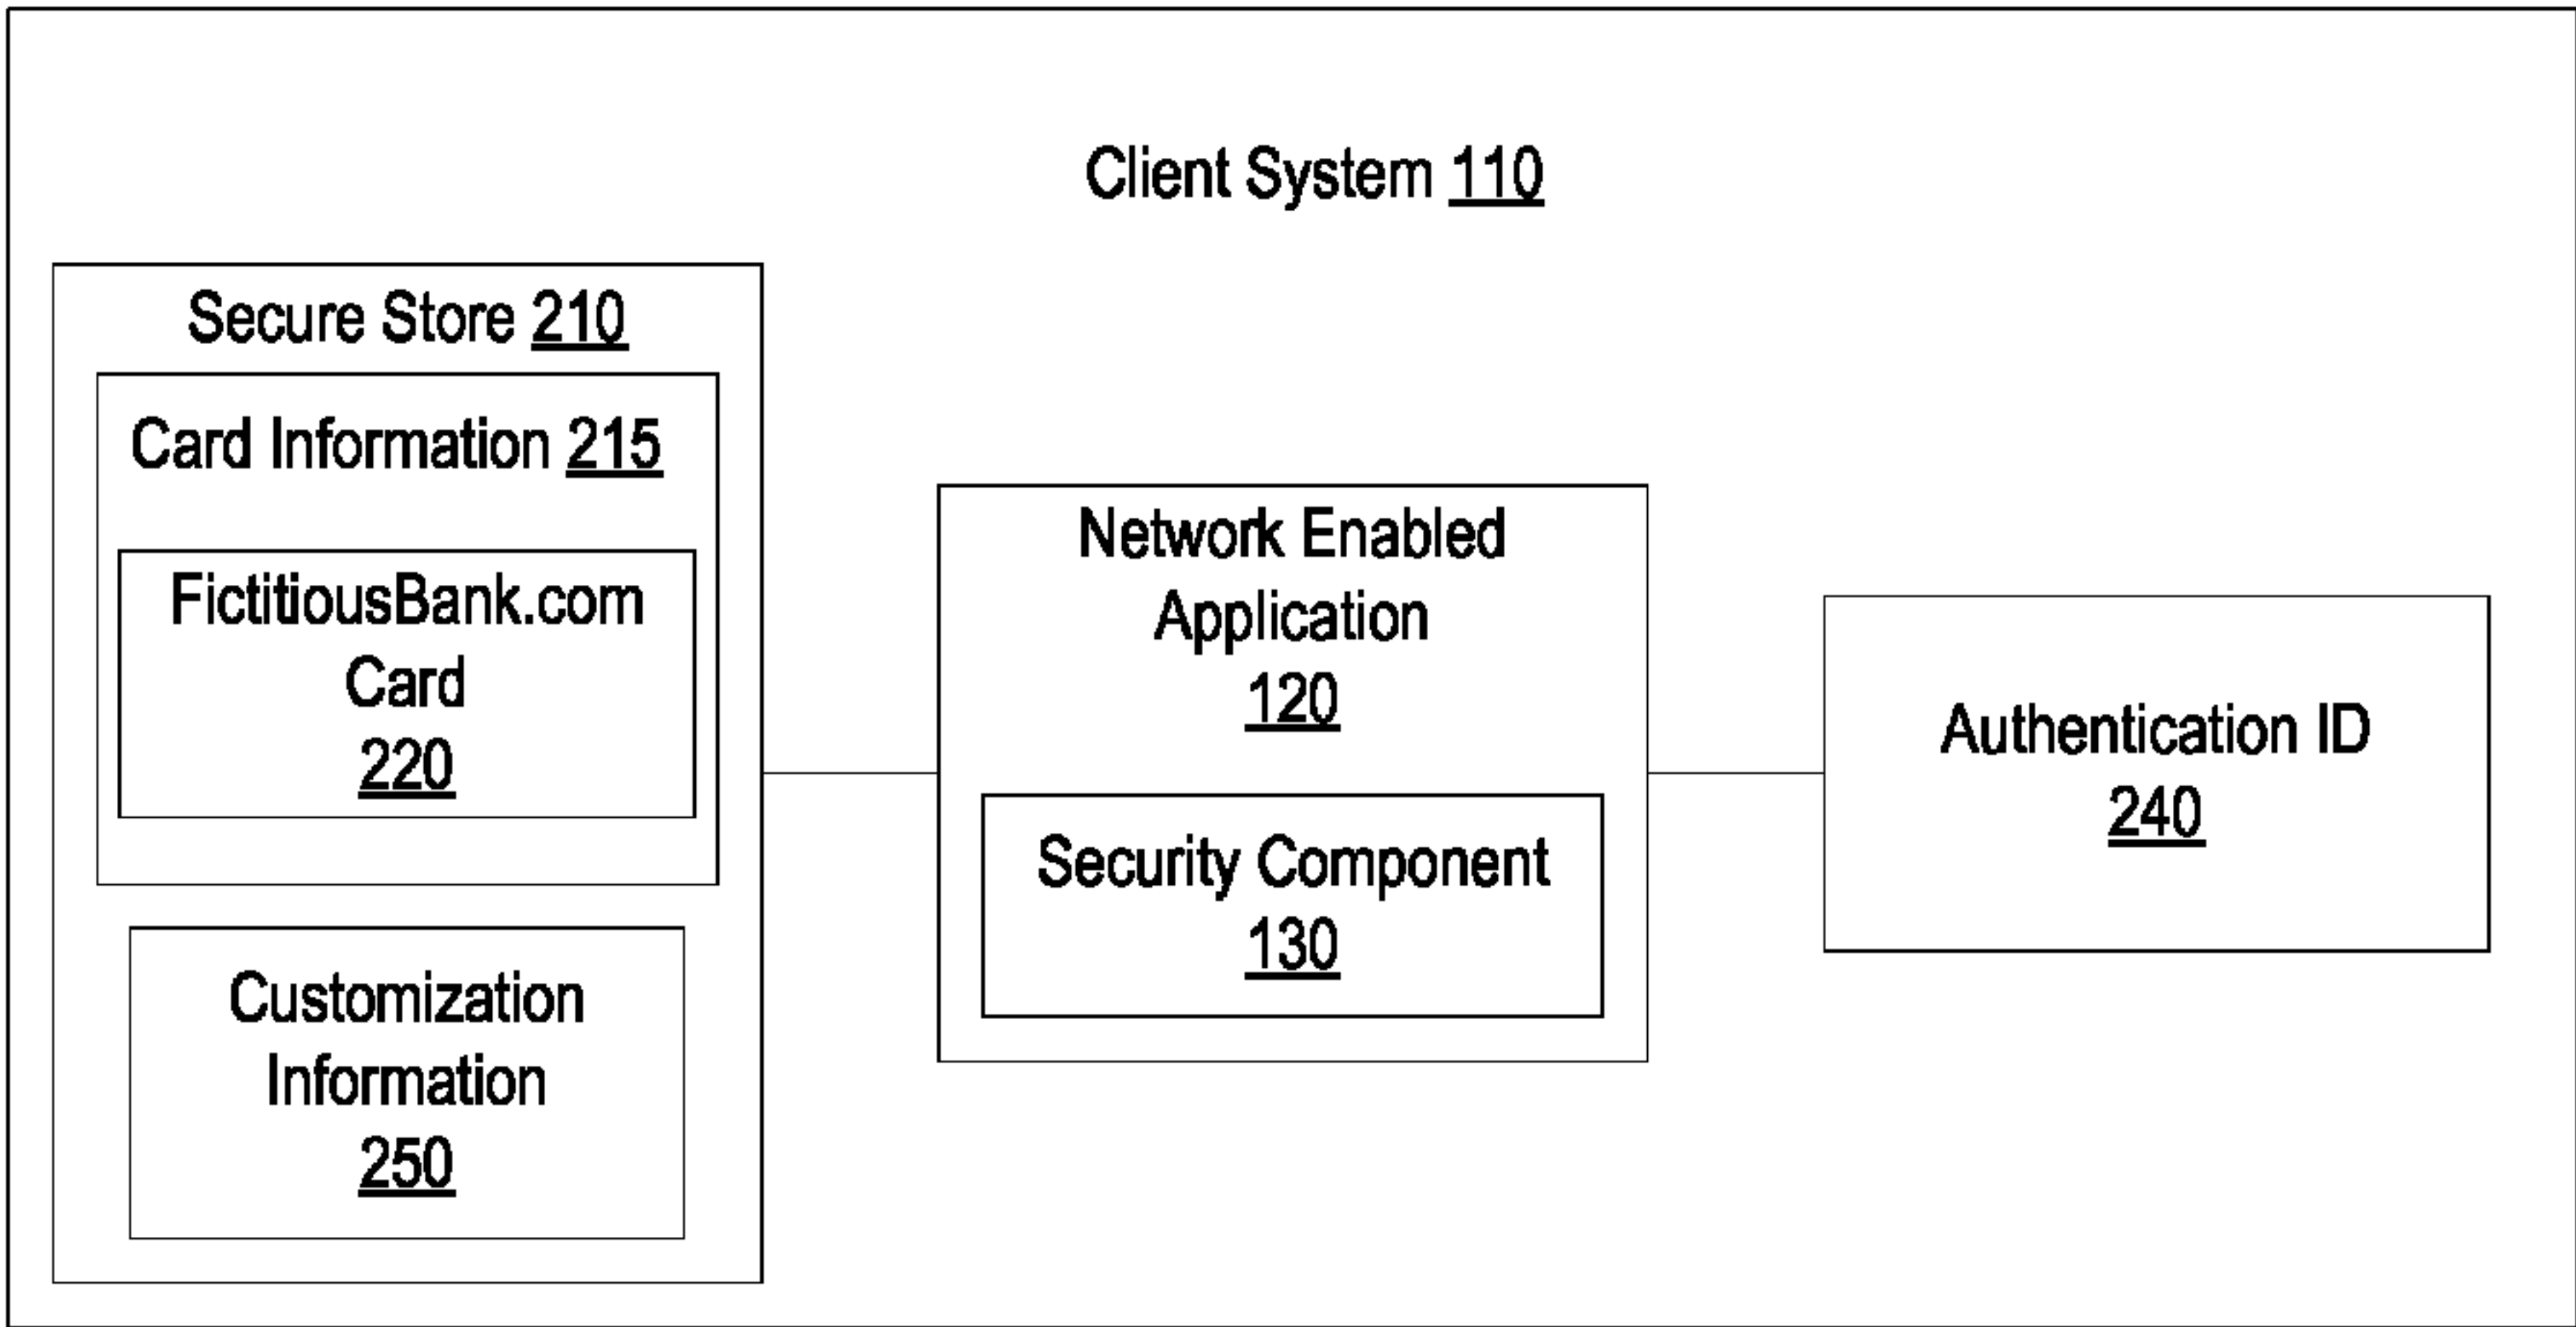 Client System 110
Secure Store 210
Card Information 215
FictitiousBank.com
Card
220
Customization
Information
250
Network Enabled
Application
120
Security Component
130
Authentication ID
240